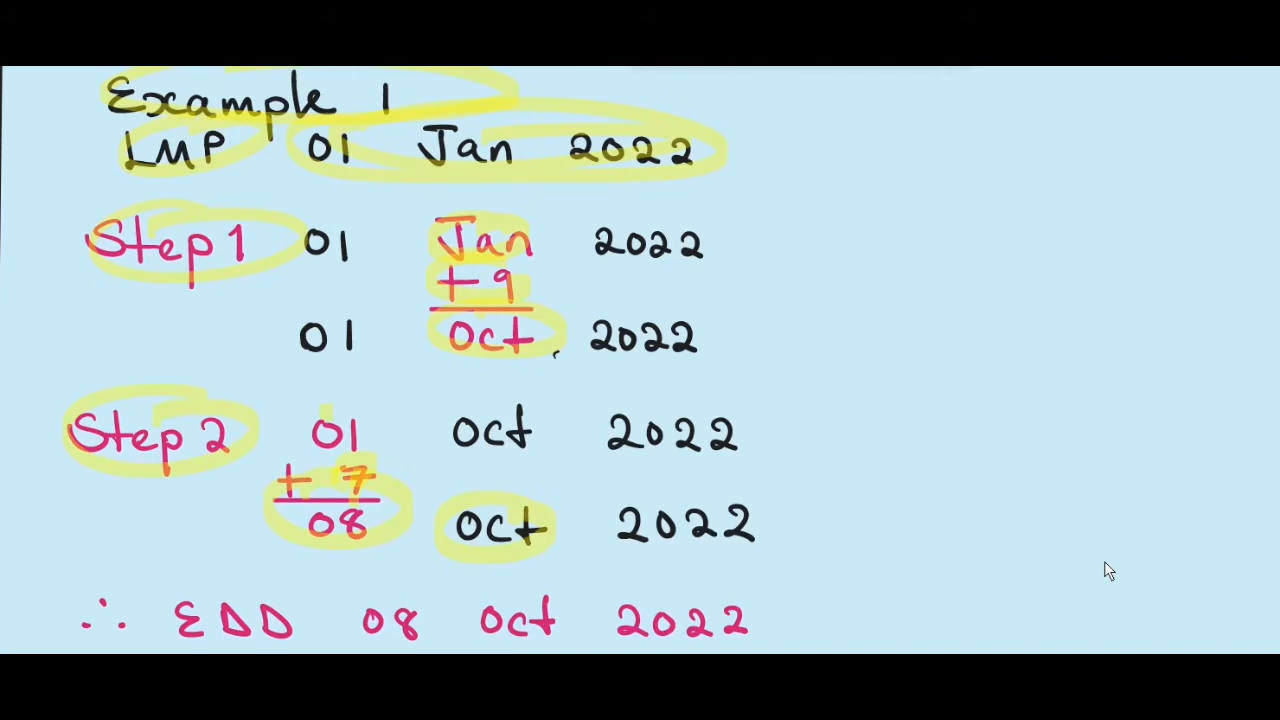 Example 1
LMP 01 Jan 2022
Step 1 01 Jan 2022
+ 9
01 Oct 2022
Step 2 01 Oct 2022
+ 7
08 Oct 2022
∴ EDD 08 Oct 2022